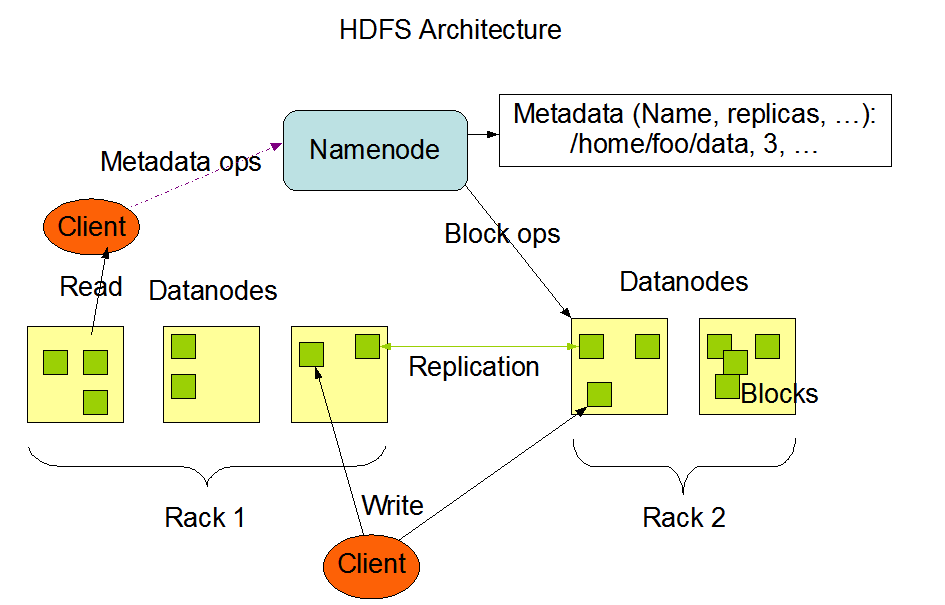 HDFS Architecture
Metadata (Name, replicas, …):
/home/foo/data, 3, …
Namenode
Metadata ops
Client
Block ops
Read
Datanodes
Datanodes
Replication
Blocks
Rack 1
Write
Rack 2
Client